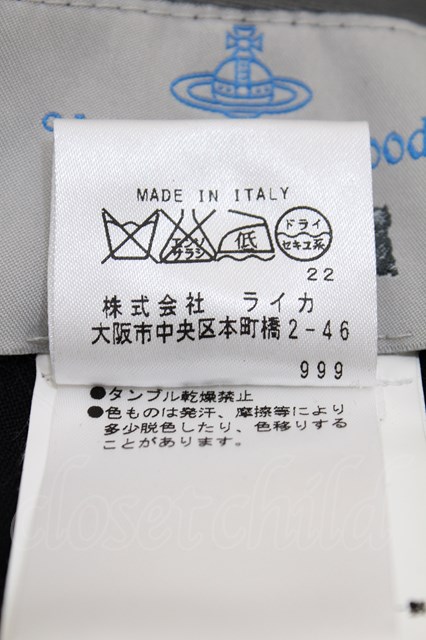 ood
MADE IN ITALY
エンソ
サラシ
低
ドライ
セキユ系
22
株式会社 ライカ
大阪市中央区本町橋2-46
999
●タンブル乾燥禁止
●色ものは発汗、摩擦等により
多少脱色したり、色移りする
ことがあります。
closet child